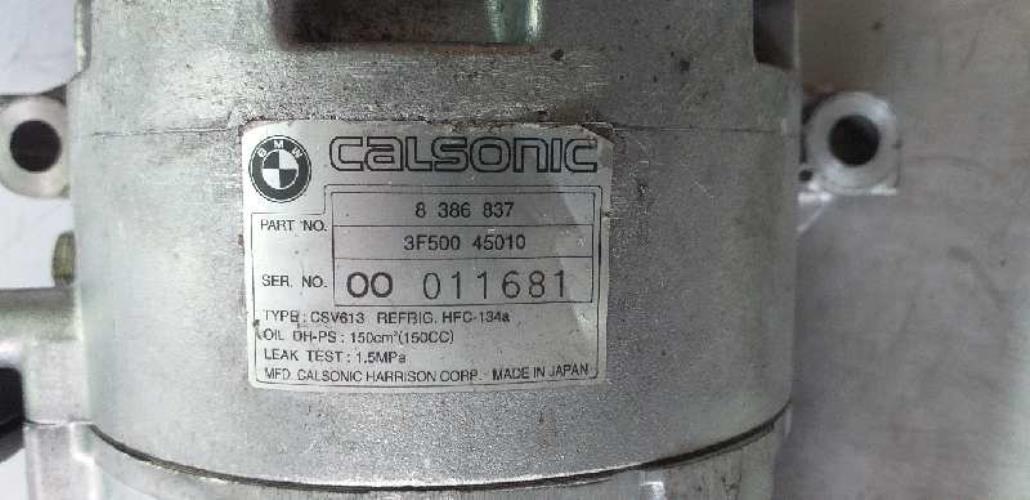 BMW CALSONIC
PART NO. 8 386 837
3F500 45010
SER. NO. 00 011681
TYPE : CSV613 REFRIG. HFC-134a
OIL DH-PS : 150cm³(150CC)
LEAK TEST : 1.5MPa
MFD. CALSONIC HARRISON CORP. MADE IN JAPAN